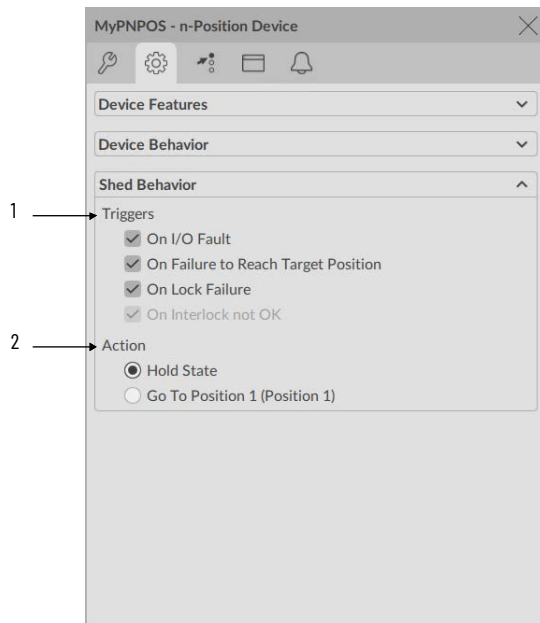 MyPNPOS - n-Position Device
Device Features
Device Behavior
Shed Behavior
1
Triggers
On I/O Fault
On Failure to Reach Target Position
On Lock Failure
On Interlock not OK
2
Action
Hold State
Go To Position 1 (Position 1)